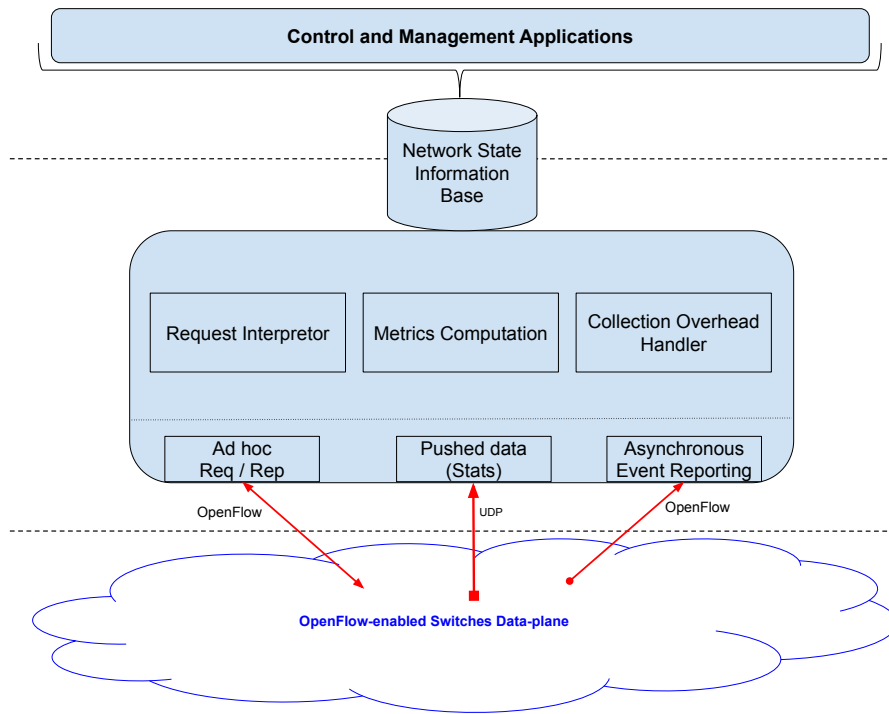 Control and Management Applications
Network State
Information
Base
Request Interpretor
Metrics Computation
Collection Overhead
Handler
Ad hoc
Req / Rep
Pushed data
(Stats)
Asynchronous
Event Reporting
OpenFlow
UDP
OpenFlow
OpenFlow-enabled Switches Data-plane